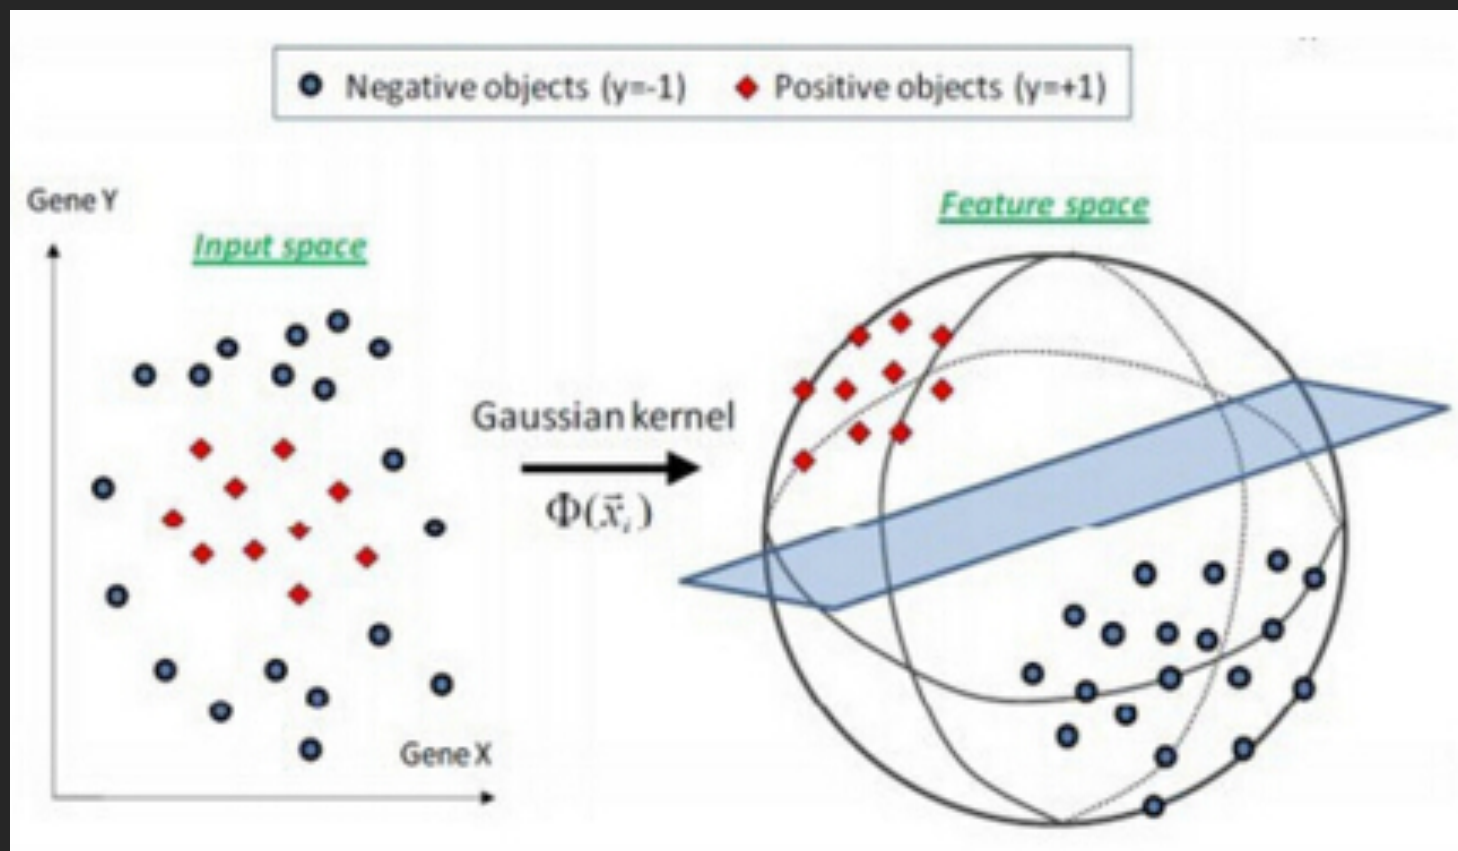 Negative objects (y=-1) Positive objects (y=+1)
Gene Y
Input space
Feature space
Gaussian kernel
Φ(x⃗ᵢ)
Gene X